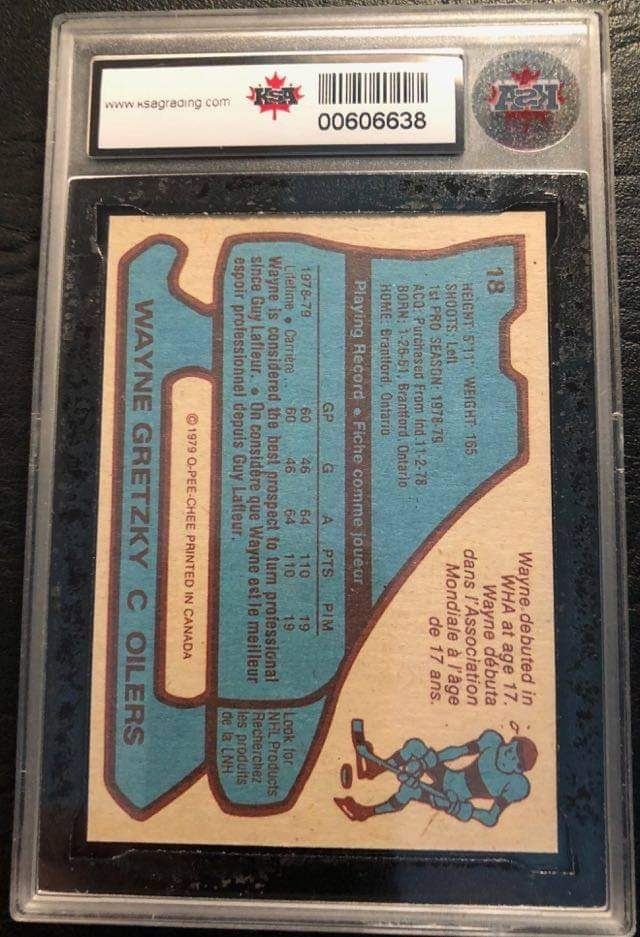 www.ksagrading.com
KSA
00606638
KSA
18
HEIGHT: 5'11" WEIGHT: 165
SHOOTS: Left
1st PRO SEASON: 1978-79
ACQ: Purchased From Ind. 11-2-78
BORN: 1-26-61 Brantford, Ontario
HOME: Brantford, Ontario
Wayne debuted in
WHA at age 17.
Wayne débuta
dans l'Association
Mondiale à l'âge
de 17 ans.
Playing Record • Fiche comme joueur
GP G A PTS PIM
1978-79 60 46 64 110 19
Lifetime • Carrière .. 60 46 64 110 19
Wayne is considered the best prospect to turn professional
since Guy Lafleur. • On considère que Wayne est le meilleur
espoir professionnel depuis Guy Lafleur.
Look for
NHL Products
Recherchez
les produits
de la LNH
© 1979 O-PEE-CHEE PRINTED IN CANADA
WAYNE GRETZKY C OILERS